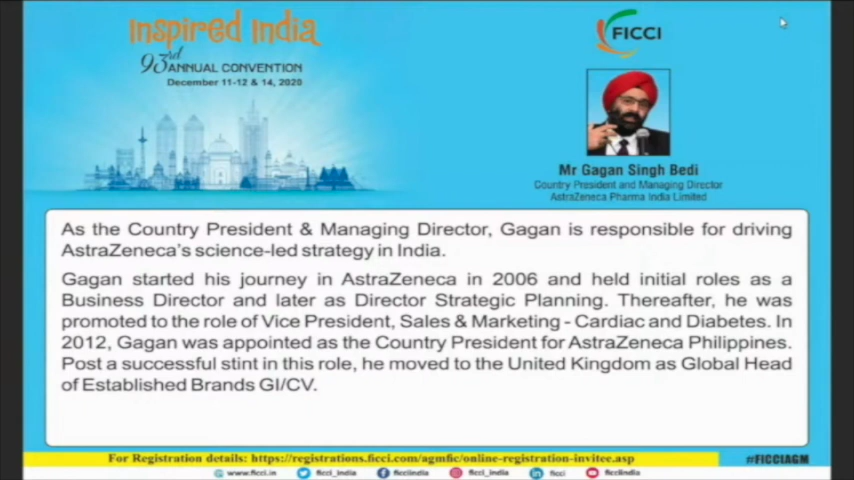 Inspired India
93rd ANNUAL CONVENTION
December 11-12 & 14, 2020
FICCI
Mr Gagan Singh Bedi
Country President and Managing Director
AstraZeneca Pharma India Limited
As the Country President & Managing Director, Gagan is responsible for driving
AstraZeneca's science-led strategy in India.
Gagan started his journey in AstraZeneca in 2006 and held initial roles as a
Business Director and later as Director Strategic Planning. Thereafter, he was
promoted to the role of Vice President, Sales & Marketing - Cardiac and Diabetes. In
2012, Gagan was appointed as the Country President for AstraZeneca Philippines.
Post a successful stint in this role, he moved to the United Kingdom as Global Head
of Established Brands GI/CV.
For Registration details: https://registrations.ficci.com/agmfic/online-registration-invitee.asp
#FICCIAGM
www.ficci.in ficci_india ficciindia ficci_india ficci ficciindia